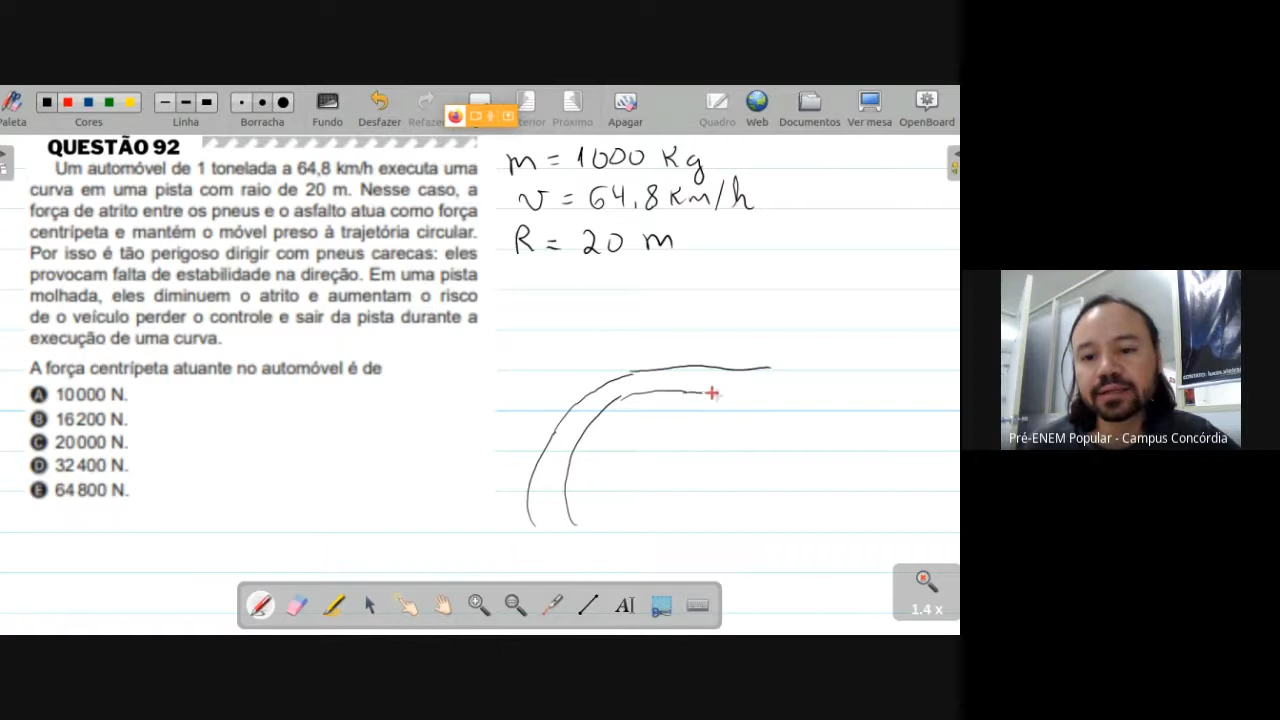 Paleta
Cores
Linha
Borracha
Fundo
Desfazer
Refazer
terior
Próximo
Apagar
Quadro
Web
Documentos
Ver mesa
OpenBoard
QUESTÃO 92
Um automóvel de 1 tonelada a 64,8 km/h executa uma
curva em uma pista com raio de 20 m. Nesse caso, a
força de atrito entre os pneus e o asfalto atua como força
centrípeta e mantém o móvel preso à trajetória circular.
Por isso é tão perigoso dirigir com pneus carecas: eles
provocam falta de estabilidade na direção. Em uma pista
molhada, eles diminuem o atrito e aumentam o risco
de o veículo perder o controle e sair da pista durante a
execução de uma curva.
A força centrípeta atuante no automóvel é de
A 10 000 N.
B 16 200 N.
C 20 000 N.
D 32 400 N.
E 64 800 N.
m = 1000 Kg
v = 64,8 Km/h
R = 20 m
Pré-ENEM Popular - Campus Concórdia
1.4 x